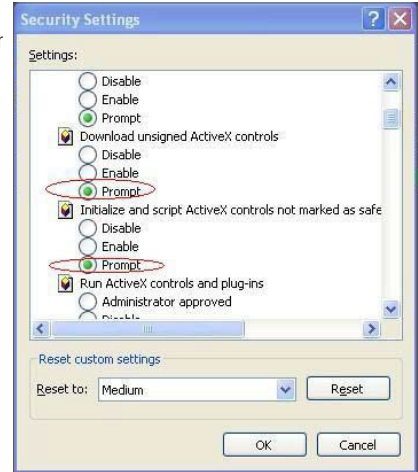 Security Settings
r
Settings:
Disable
Enable
Prompt
Download unsigned ActiveX controls
Disable
Enable
Prompt
Initialize and script ActiveX controls not marked as safe
Disable
Enable
Prompt
Run ActiveX controls and plug-ins
Administrator approved
Disable
Reset custom settings
Reset to: Medium Reset
OK Cancel